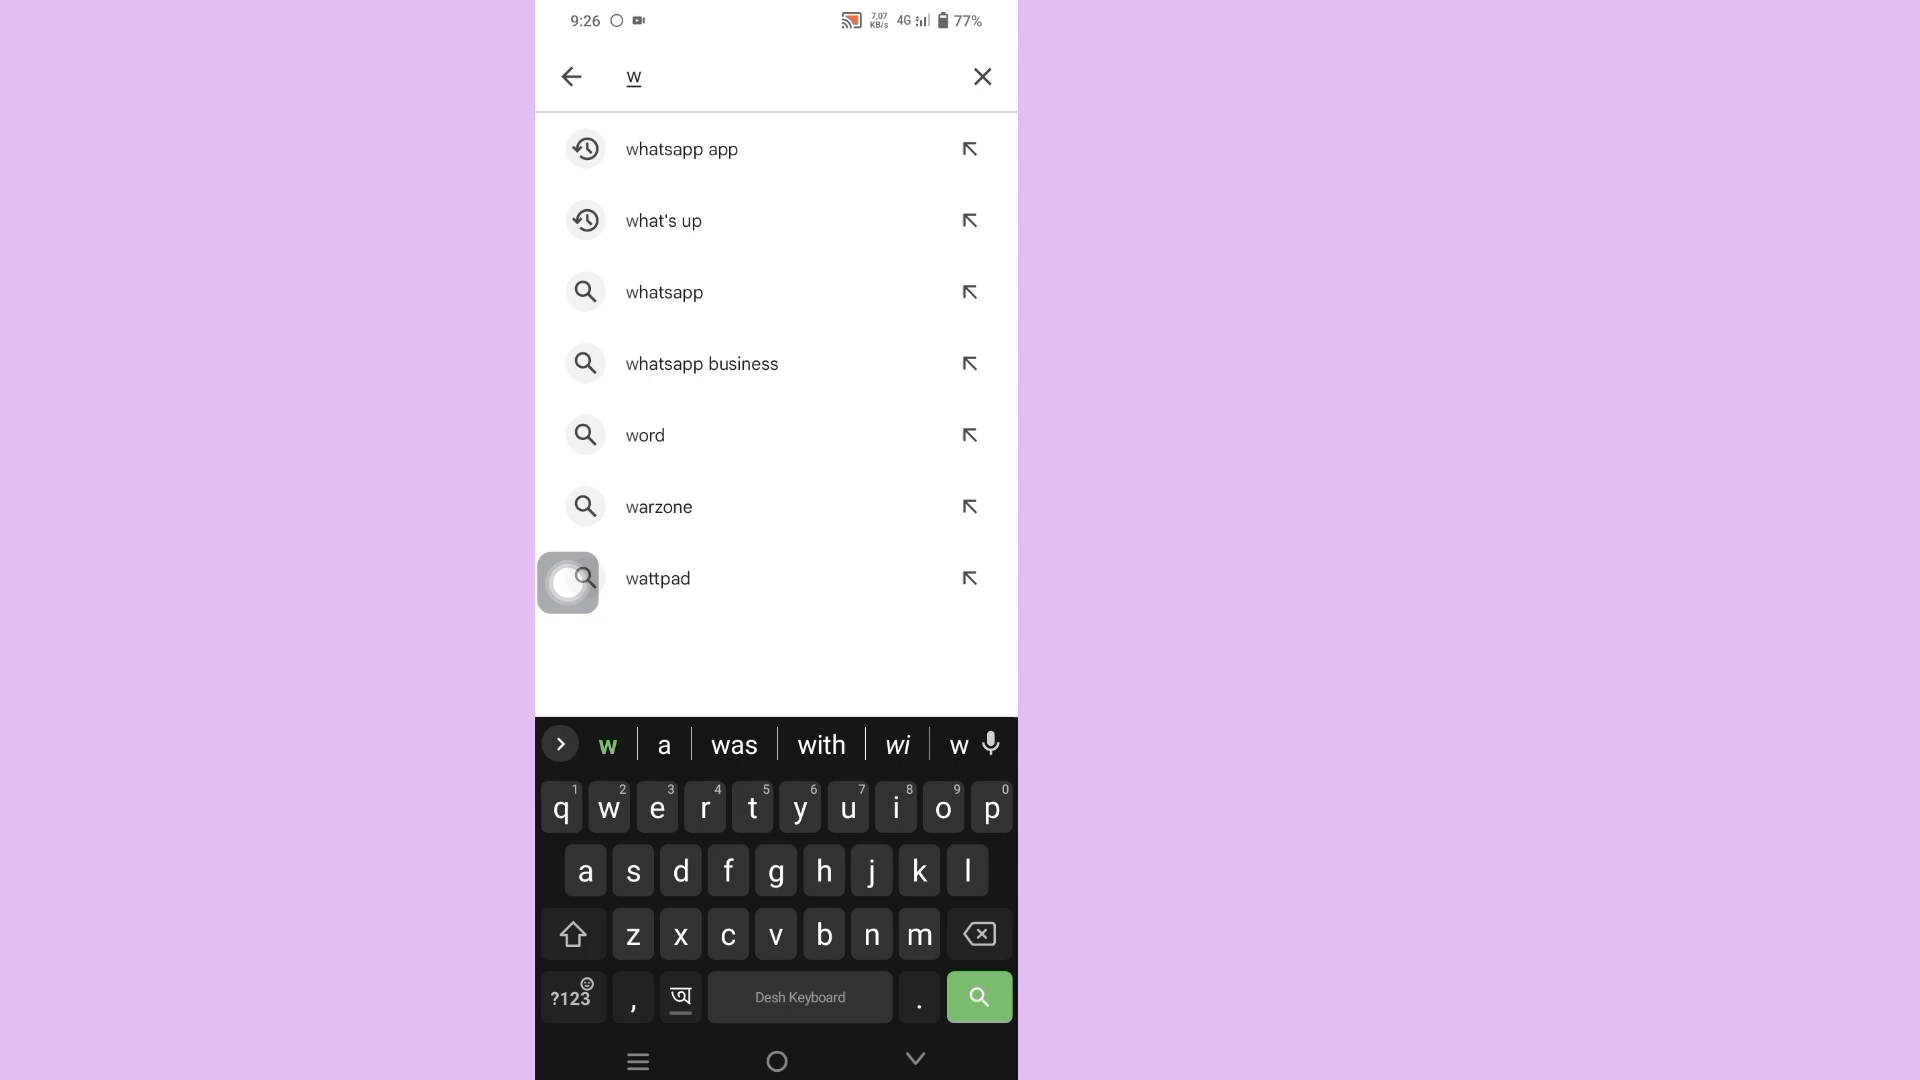 9:26 7.07 KB/s 4G 77%
w
whatsapp app
what's up
whatsapp
whatsapp business
word
warzone
wattpad
w a was with wi w
1 2 3 4 5 6 7 8 9 0
q w e r t y u i o p
a s d f g h j k l
z x c v b n m
?123 , অ Desh Keyboard .